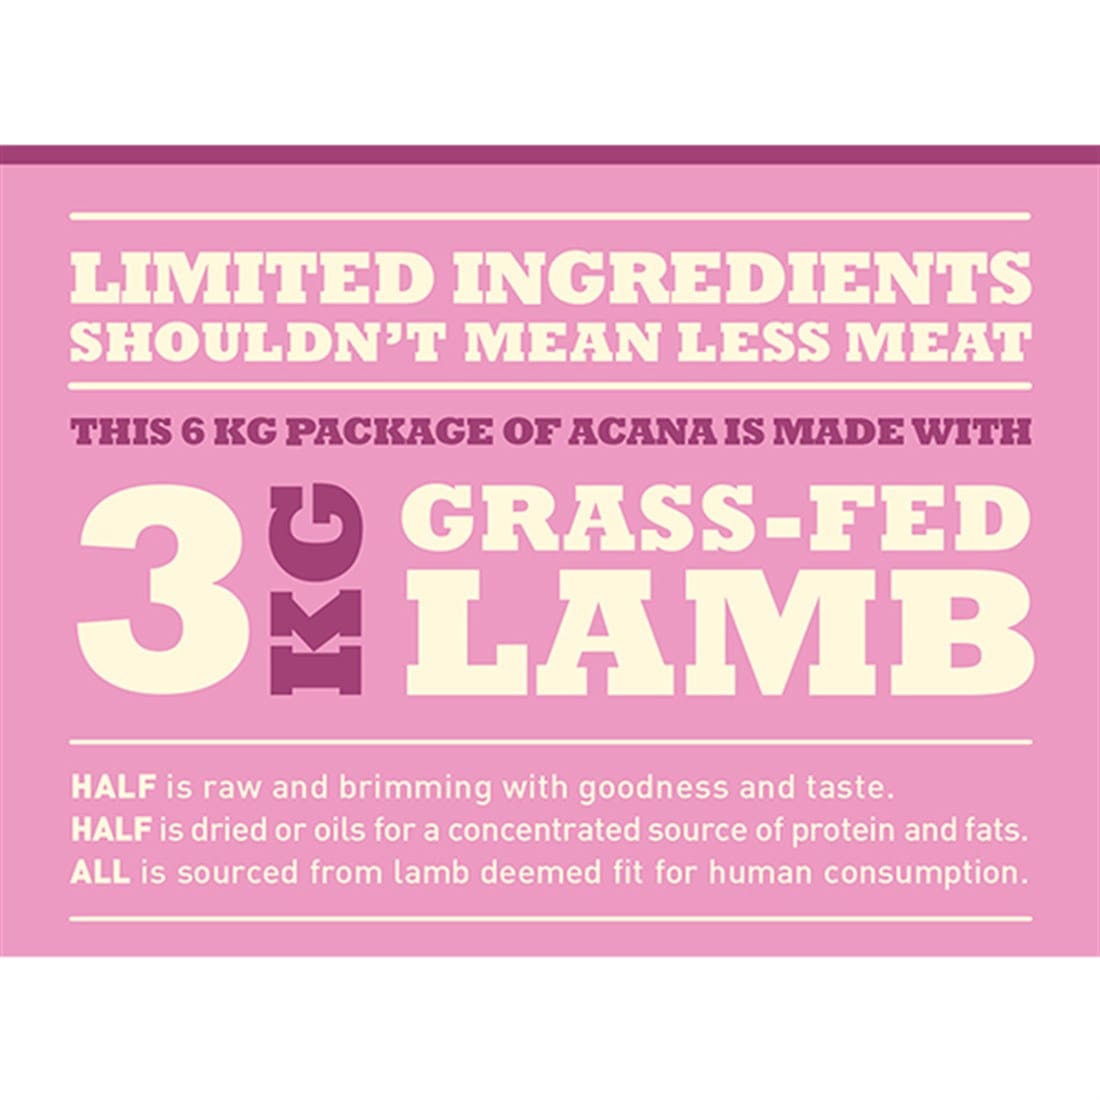 LIMITED INGREDIENTS
SHOULDN'T MEAN LESS MEAT
THIS 6 KG PACKAGE OF ACANA IS MADE WITH
3 KG GRASS-FED
LAMB
HALF is raw and brimming with goodness and taste.
HALF is dried or oils for a concentrated source of protein and fats.
ALL is sourced from lamb deemed fit for human consumption.